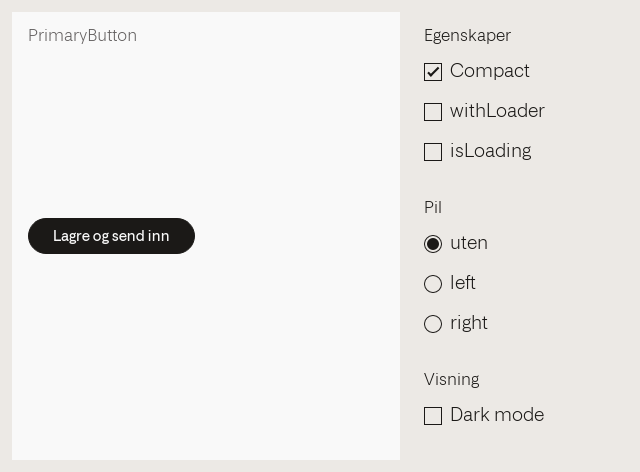 PrimaryButton
Lagre og send inn
Egenskaper
Compact
withLoader
isLoading
Pil
uten
left
right
Visning
Dark mode